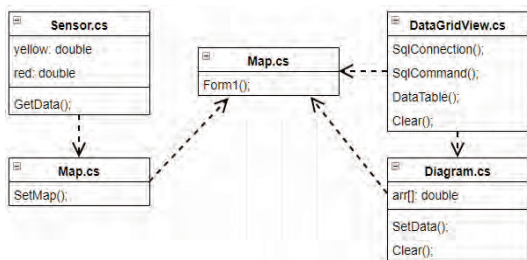 Sensor.cs
yellow: double
red: double
GetData();
Map.cs
SetMap();
Map.cs
Form1();
DataGridView.cs
SqlConnection();
SqlCommand();
DataTable();
Clear();
Diagram.cs
arr[]: double
SetData();
Clear();